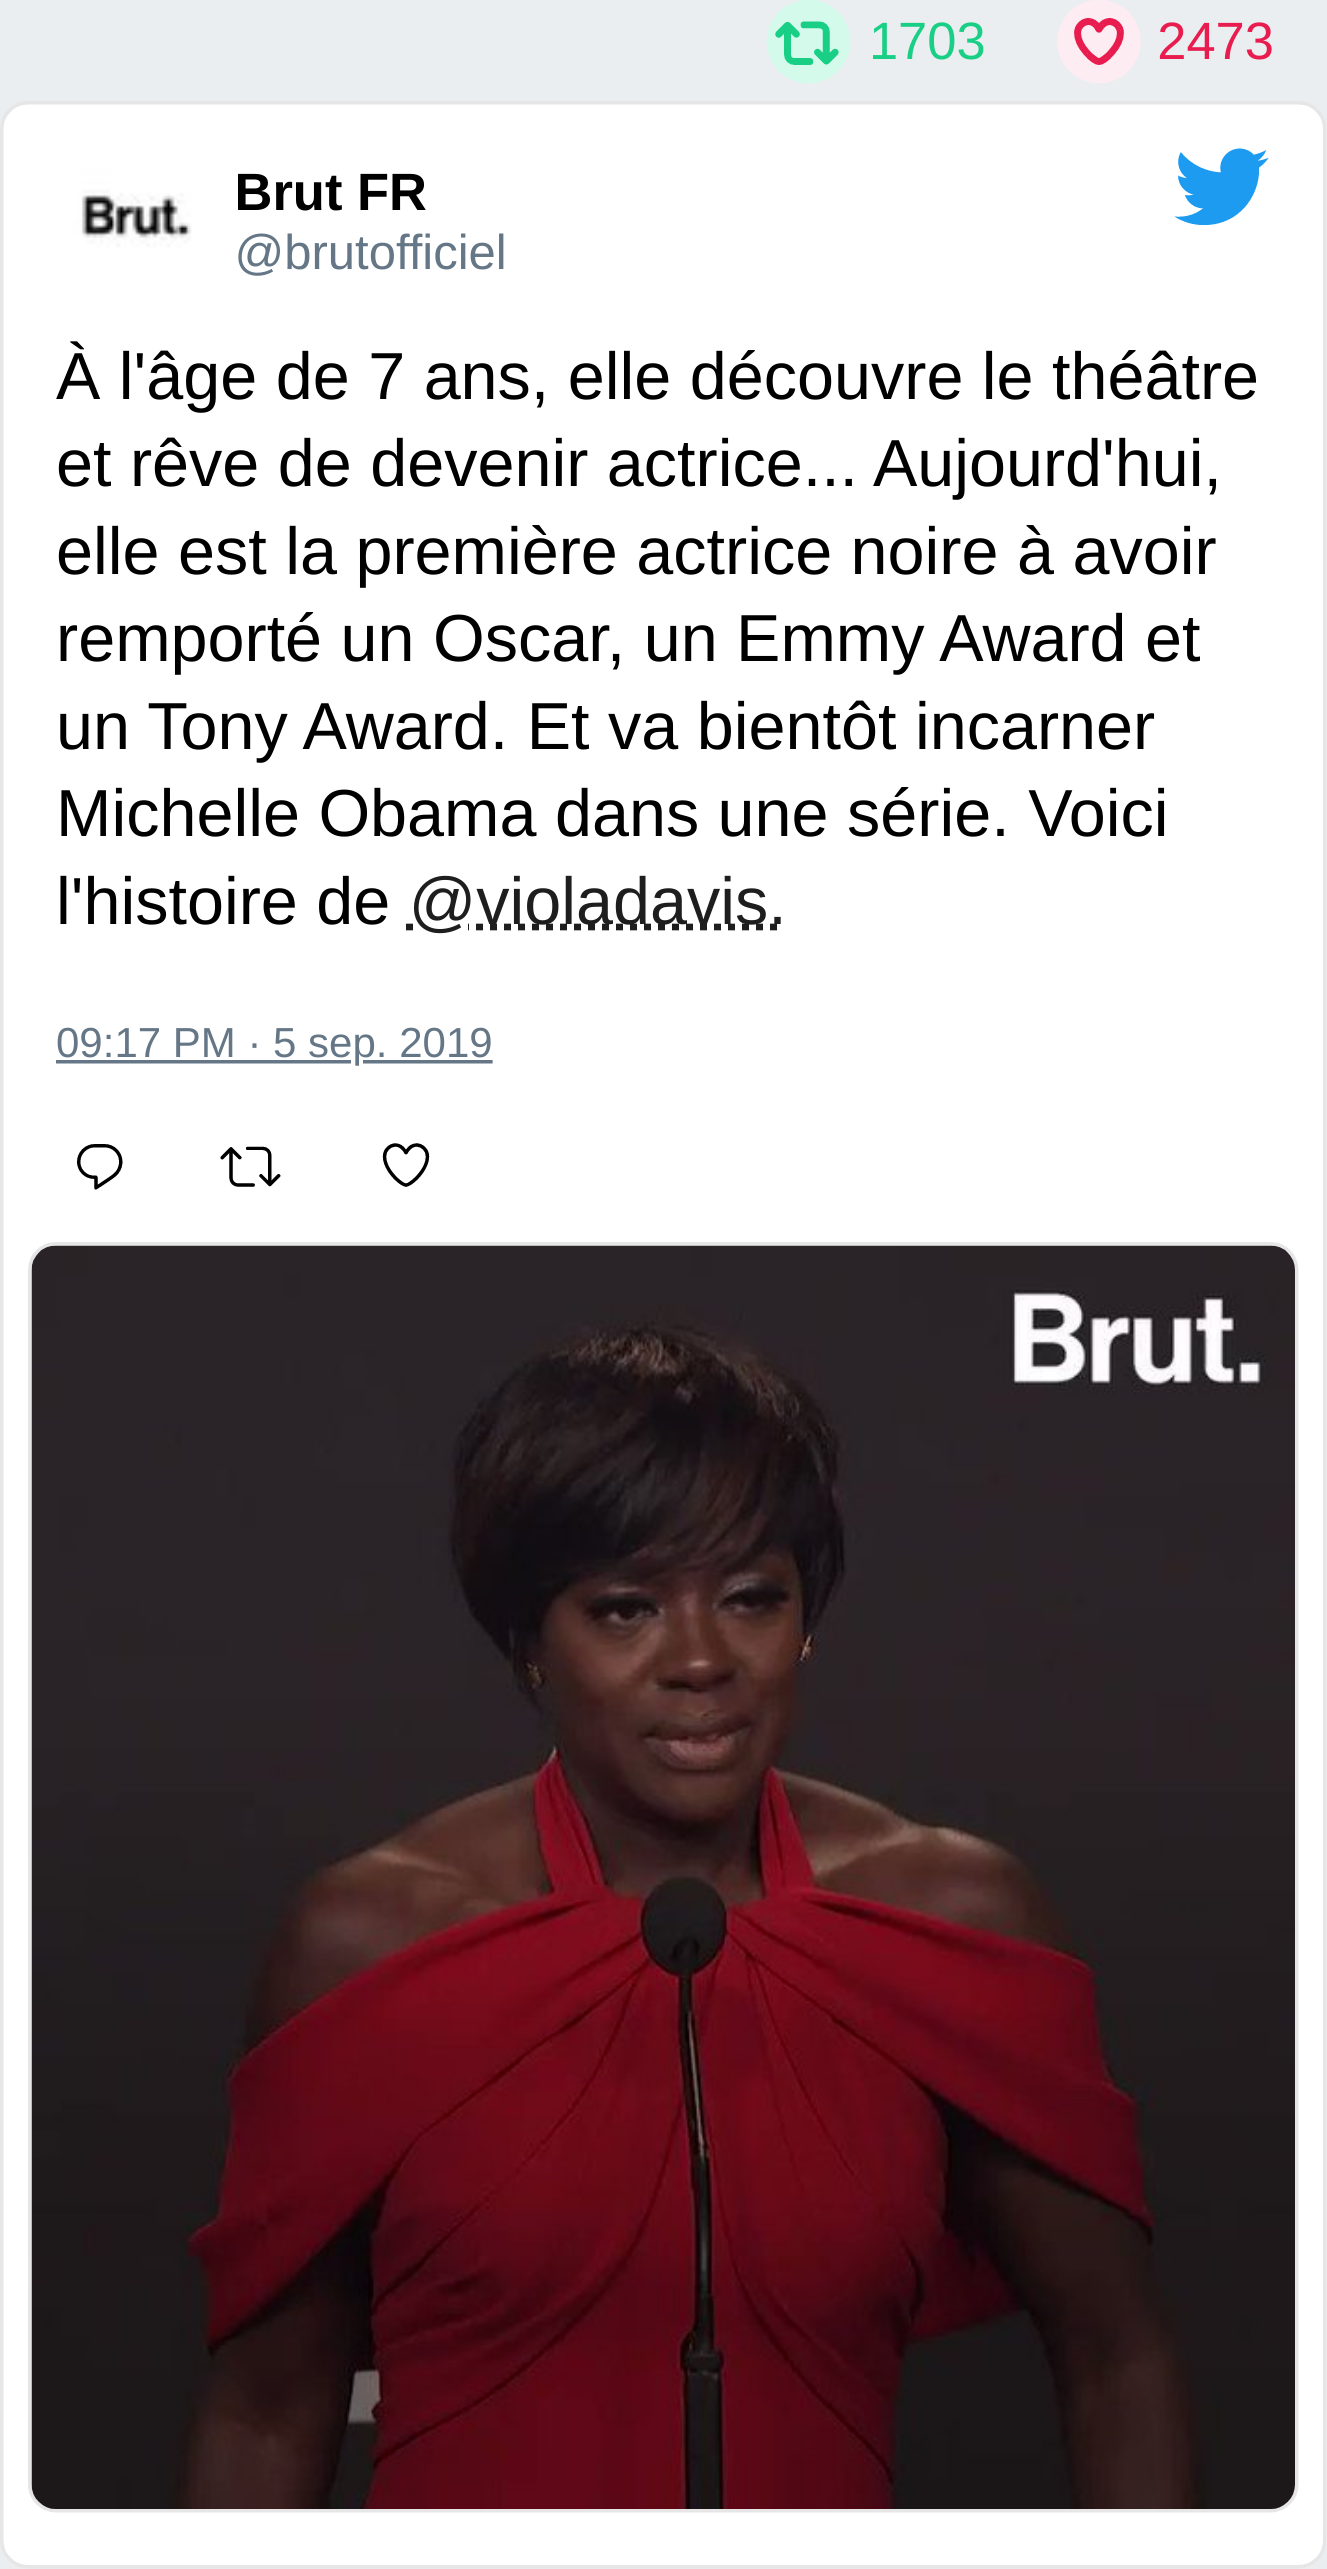 1703 2473
Brut.
Brut FR
@brutofficiel
À l'âge de 7 ans, elle découvre le théâtre
et rêve de devenir actrice... Aujourd'hui,
elle est la première actrice noire à avoir
remporté un Oscar, un Emmy Award et
un Tony Award. Et va bientôt incarner
Michelle Obama dans une série. Voici
l'histoire de @violadavis.
09:17 PM · 5 sep. 2019
Brut.